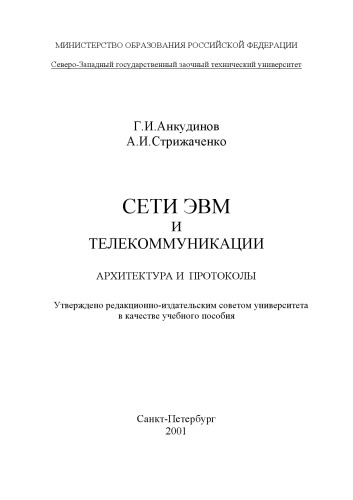 МИНИСТЕРСТВО ОБРАЗОВАНИЯ РОССИЙСКОЙ ФЕДЕРАЦИИ
Северо-Западный государственный заочный технический университет
Г.И.Анкудинов
А.И.Стрижаченко
СЕТИ ЭВМ
И
ТЕЛЕКОММУНИКАЦИИ
АРХИТЕКТУРА И ПРОТОКОЛЫ
Утверждено редакционно-издательским советом университета
в качестве учебного пособия
Санкт-Петербург
2001